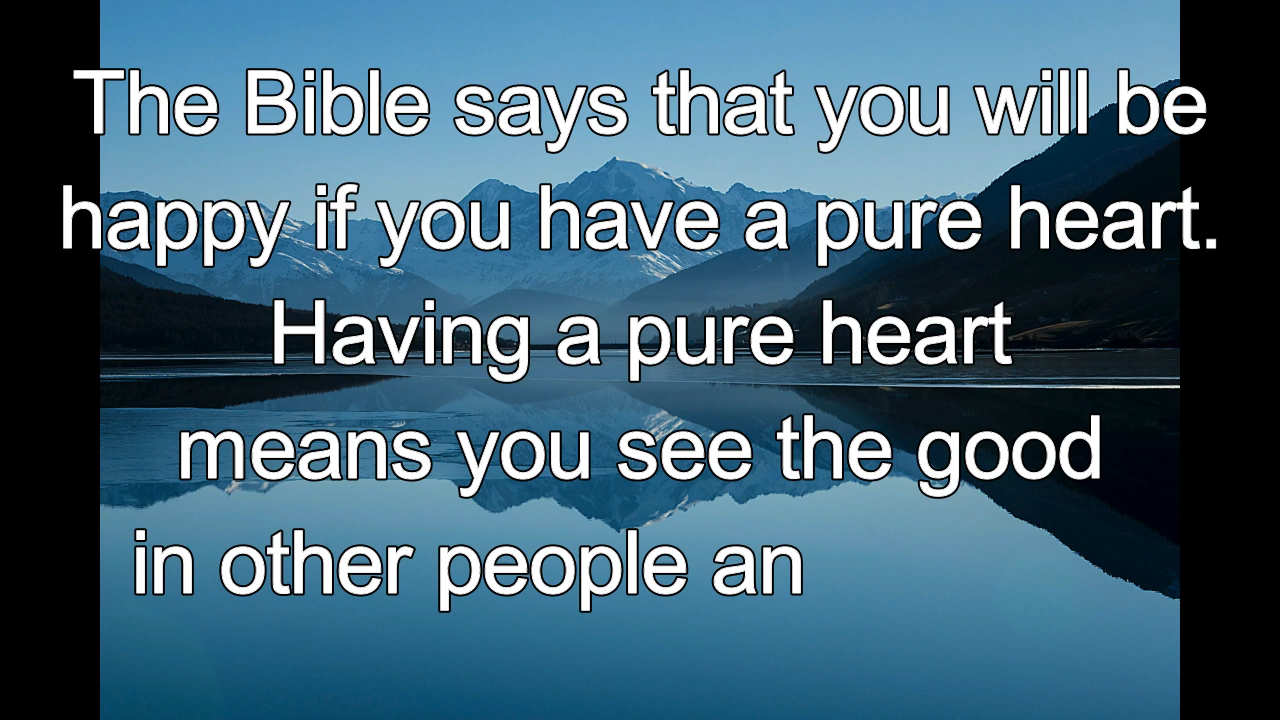 The Bible says that you will be
happy if you have a pure heart.
Having a pure heart
means you see the good
in other people an